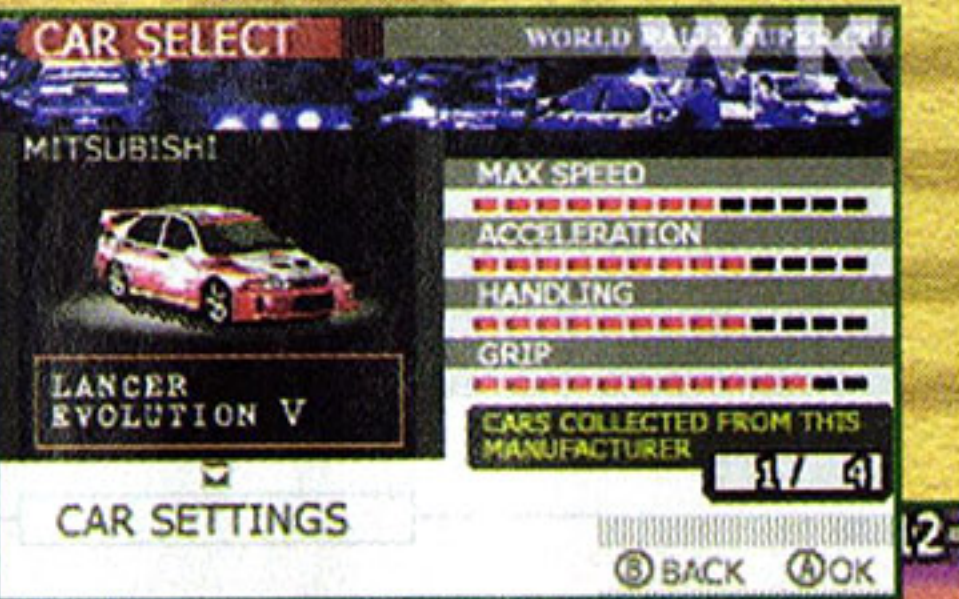 CAR SELECT
WORLD RALLY SUPER CUP
MITSUBISHI
MAX SPEED
ACCELERATION
HANDLING
GRIP
LANCER
EVOLUTION V
CARS COLLECTED FROM THIS
MANUFACTURER
1/ 4
CAR SETTINGS
B BACK A OK
12